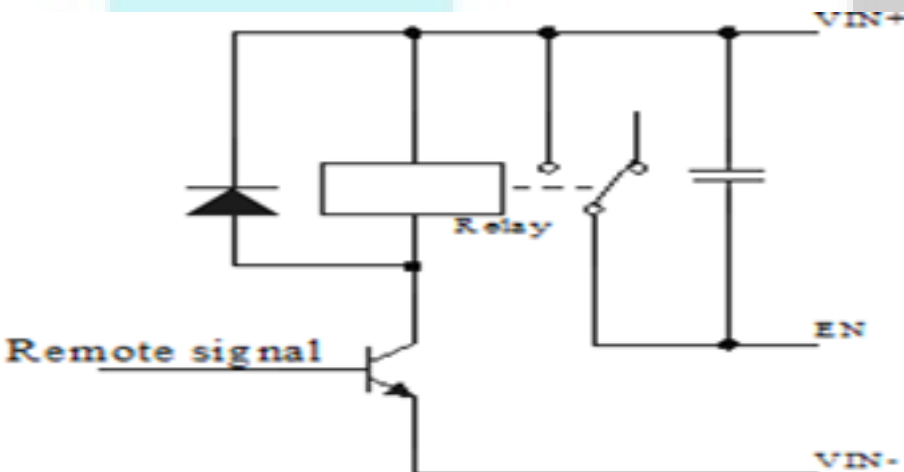 VIN+
Relay
EN
Remote signal
VIN-